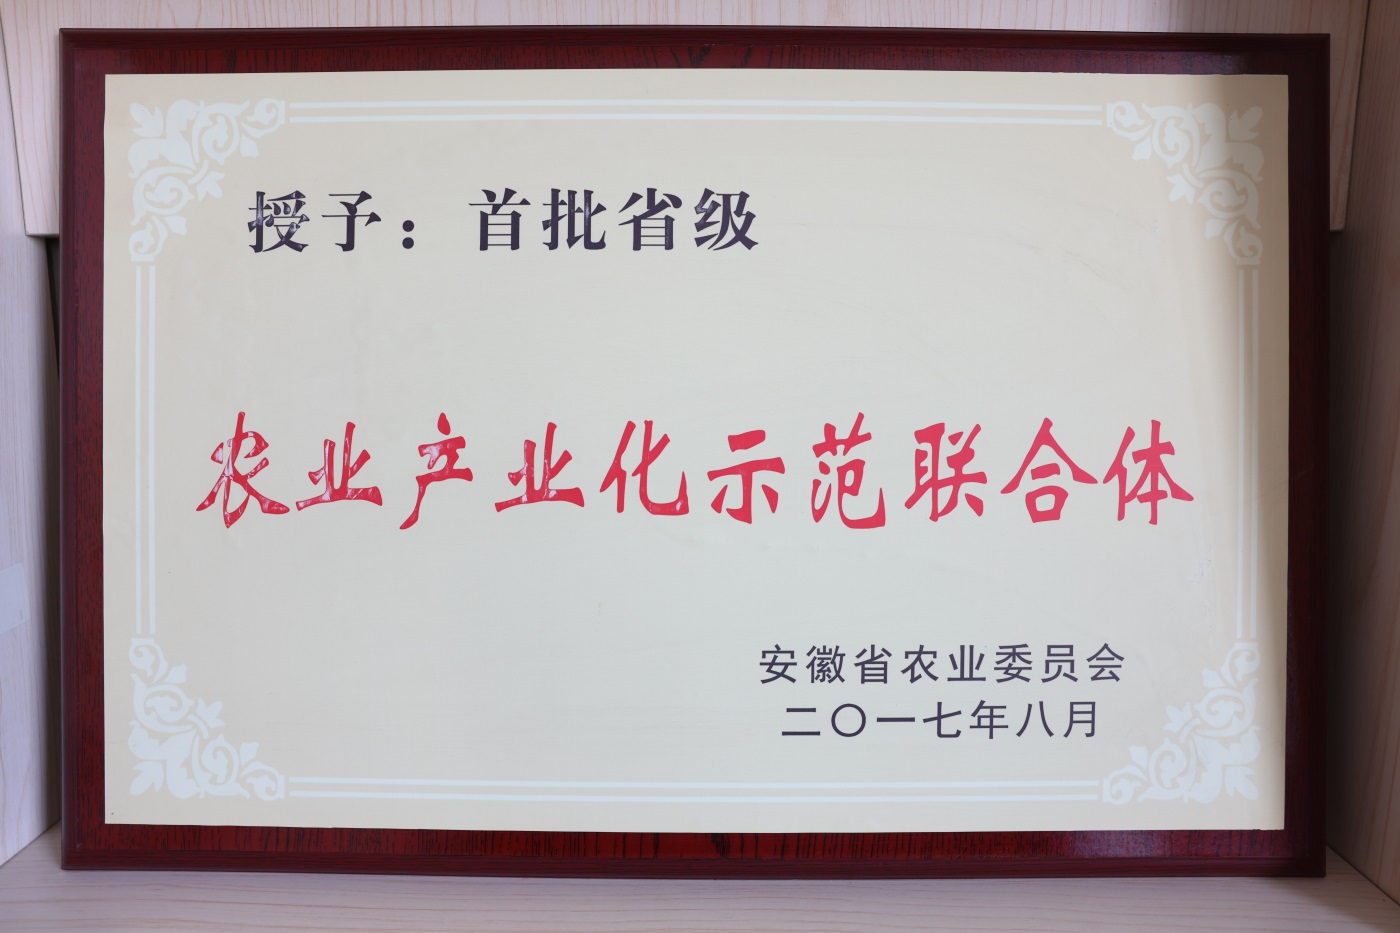 授予：首批省级
农业产业化示范联合体
安徽省农业委员会
二〇一七年八月